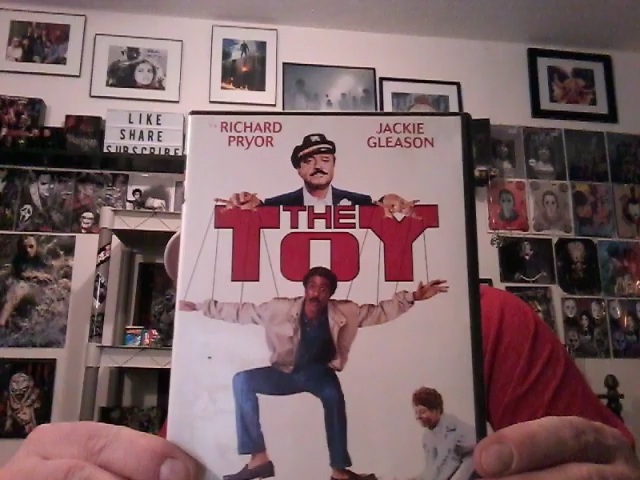 LIKE
SHARE
SUBSCRIBE
RICHARD
PRYOR
JACKIE
GLEASON
THE
TOY